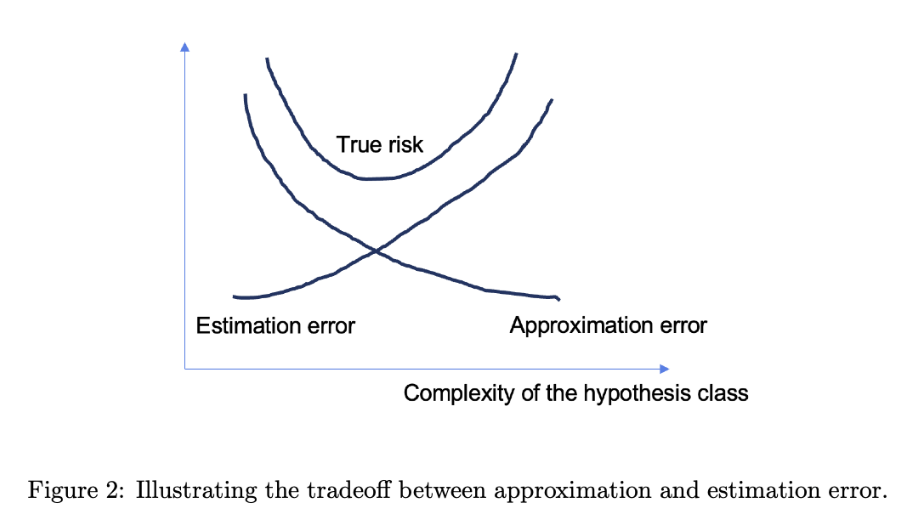 True risk
Estimation error
Approximation error
Complexity of the hypothesis class
Figure 2: Illustrating the tradeoff between approximation and estimation error.